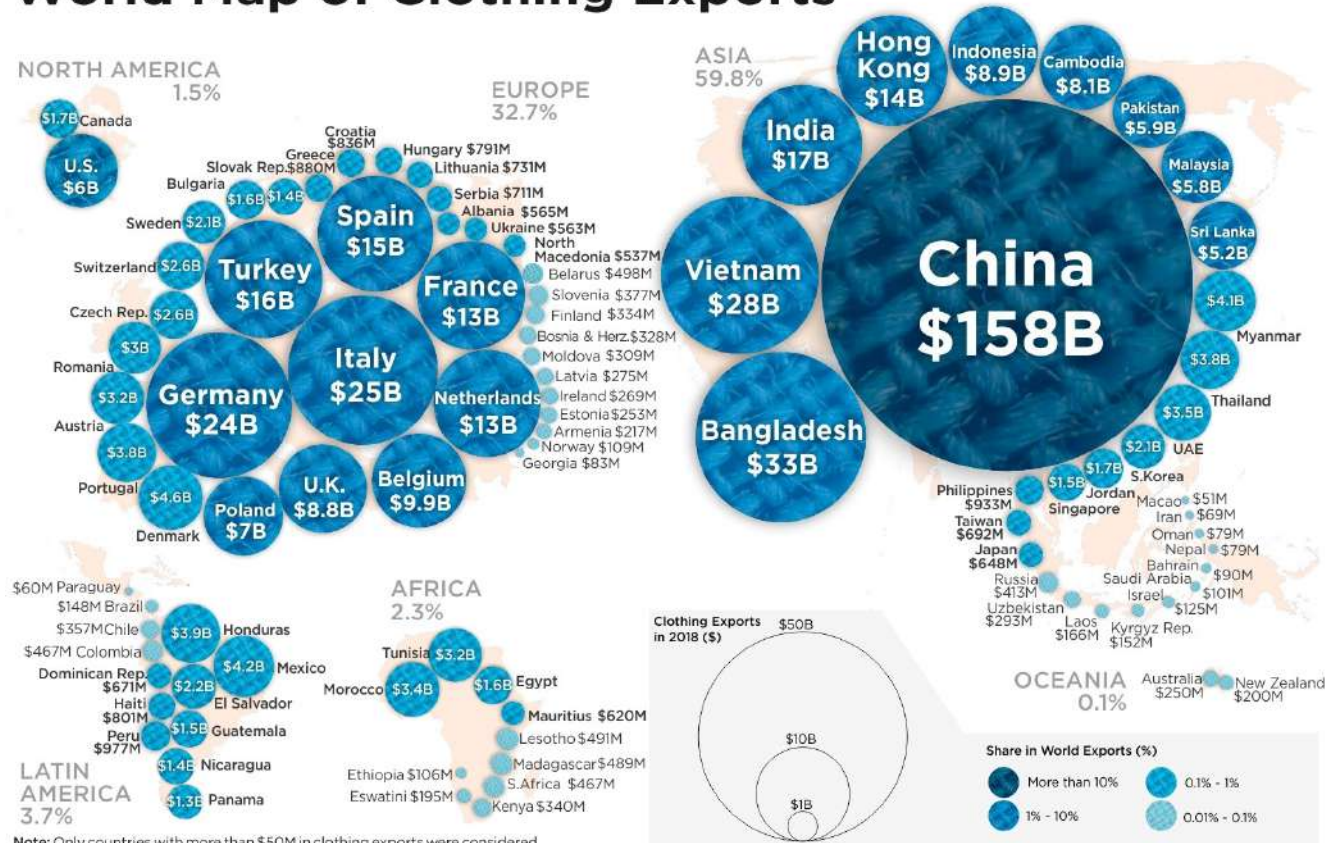 World Map of Clothing Exports
NORTH AMERICA
1.5%
$1.7B Canada
U.S.
$6B
EUROPE
32.7%
Croatia
$836M
Hungary $791M
Greece
$880M
Lithuania $731M
Slovak Rep.
$1.4B
Bulgaria
$1.6B
Serbia $711M
Albania $565M
Ukraine $563M
North
Macedonia $537M
Sweden $2.1B
Spain
$15B
Switzerland $2.6B
Turkey
$16B
France
$13B
Belarus $498M
Slovenia $377M
Finland $334M
Bosnia & Herz. $328M
Moldova $309M
Latvia $275M
Ireland $269M
Estonia $253M
Armenia $217M
Norway $109M
Georgia $83M
Czech Rep. $2.6B
$3B
Romania
Italy
$25B
Germany
$24B
Netherlands
$13B
$3.2B
Austria
$3.8B
Portugal
$4.6B
Denmark
Poland
$7B
U.K.
$8.8B
Belgium
$9.9B
ASIA
59.8%
Hong
Kong
$14B
Indonesia
$8.9B
Cambodia
$8.1B
Pakistan
$5.9B
India
$17B
Malaysia
$5.8B
Sri Lanka
$5.2B
Vietnam
$28B
China
$158B
$4.1B
Myanmar
$3.8B
Thailand
Bangladesh
$33B
$3.5B
UAE
$2.1B
S.Korea
$1.7B
Jordan
$1.5B
Singapore
Philippines
$933M
Taiwan
$692M
Japan
$648M
Russia
$413M
Uzbekistan
$293M
Laos
$166M
Kyrgyz Rep.
$152M
Israel
$125M
Saudi Arabia
$101M
Bahrain
$90M
Nepal $79M
Oman $79M
Iran $69M
Macao $51M
OCEANIA
0.1%
Australia
$250M
New Zealand
$200M
$60M Paraguay
$148M Brazil
$357M Chile
$467M Colombia
Dominican Rep.
$671M
Haiti
$801M
Peru
$977M
$3.9B Honduras
$4.2B Mexico
$2.2B
El Salvador
$1.5B Guatemala
$1.4B Nicaragua
$1.3B Panama
LATIN
AMERICA
3.7%
AFRICA
2.3%
Tunisia $3.2B
Morocco $3.4B
$1.6B Egypt
Mauritius $620M
Lesotho $491M
Madagascar $489M
S.Africa $467M
Kenya $340M
Ethiopia $106M
Eswatini $195M
Clothing Exports
in 2018 ($)
$50B
$10B
$1B
Share in World Exports (%)
More than 10%
0.1% - 1%
1% - 10%
0.01% - 0.1%
Note: Only countries with more than $50M in clothing exports were considered